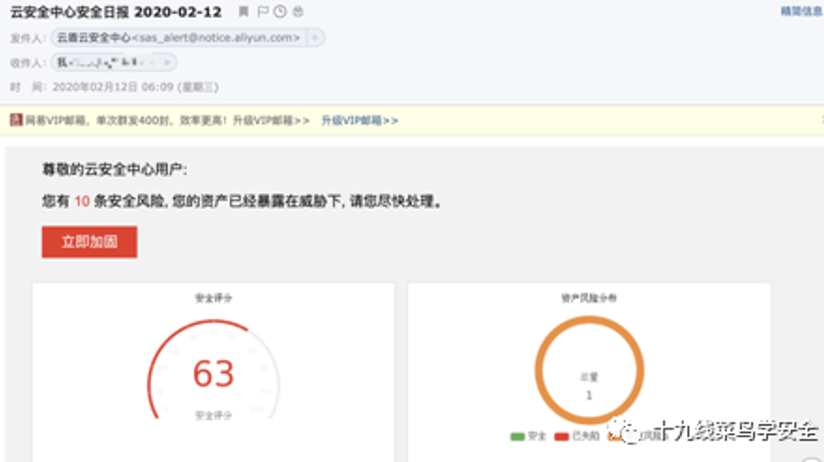 云安全中心安全日报 2020-02-12
精简信息
发件人: 云盾云安全中心<sas_alert@notice.aliyun.com>
收件人:
时 间: 2020年02月12日 06:09 (星期三)
网易VIP邮箱，单次群发400封，效率更高！升级VIP邮箱>> 升级VIP邮箱>>
尊敬的云安全中心用户:
您有 10 条安全风险, 您的资产已经暴露在威胁下, 请您尽快处理。
立即加固
安全评分
资产风险分布
63
安全评分
总量
1
安全 已失陷
十九线菜鸟学安全